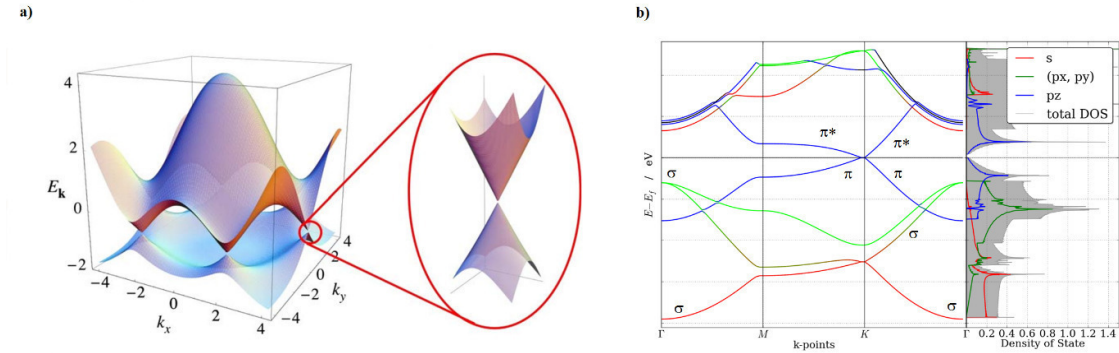 a)
4
2
E_k
0
−2
−4
−2
0
2
4
k_x
−4
−2
0
2
4
k_y
b)
E−E_f / eV
σ
σ
σ
σ
π*
π*
π
π
Γ
M
K
Γ
k-points
s
(px, py)
pz
total DOS
0.2 0.4 0.6 0.8 1.0 1.2 1.4
Density of State